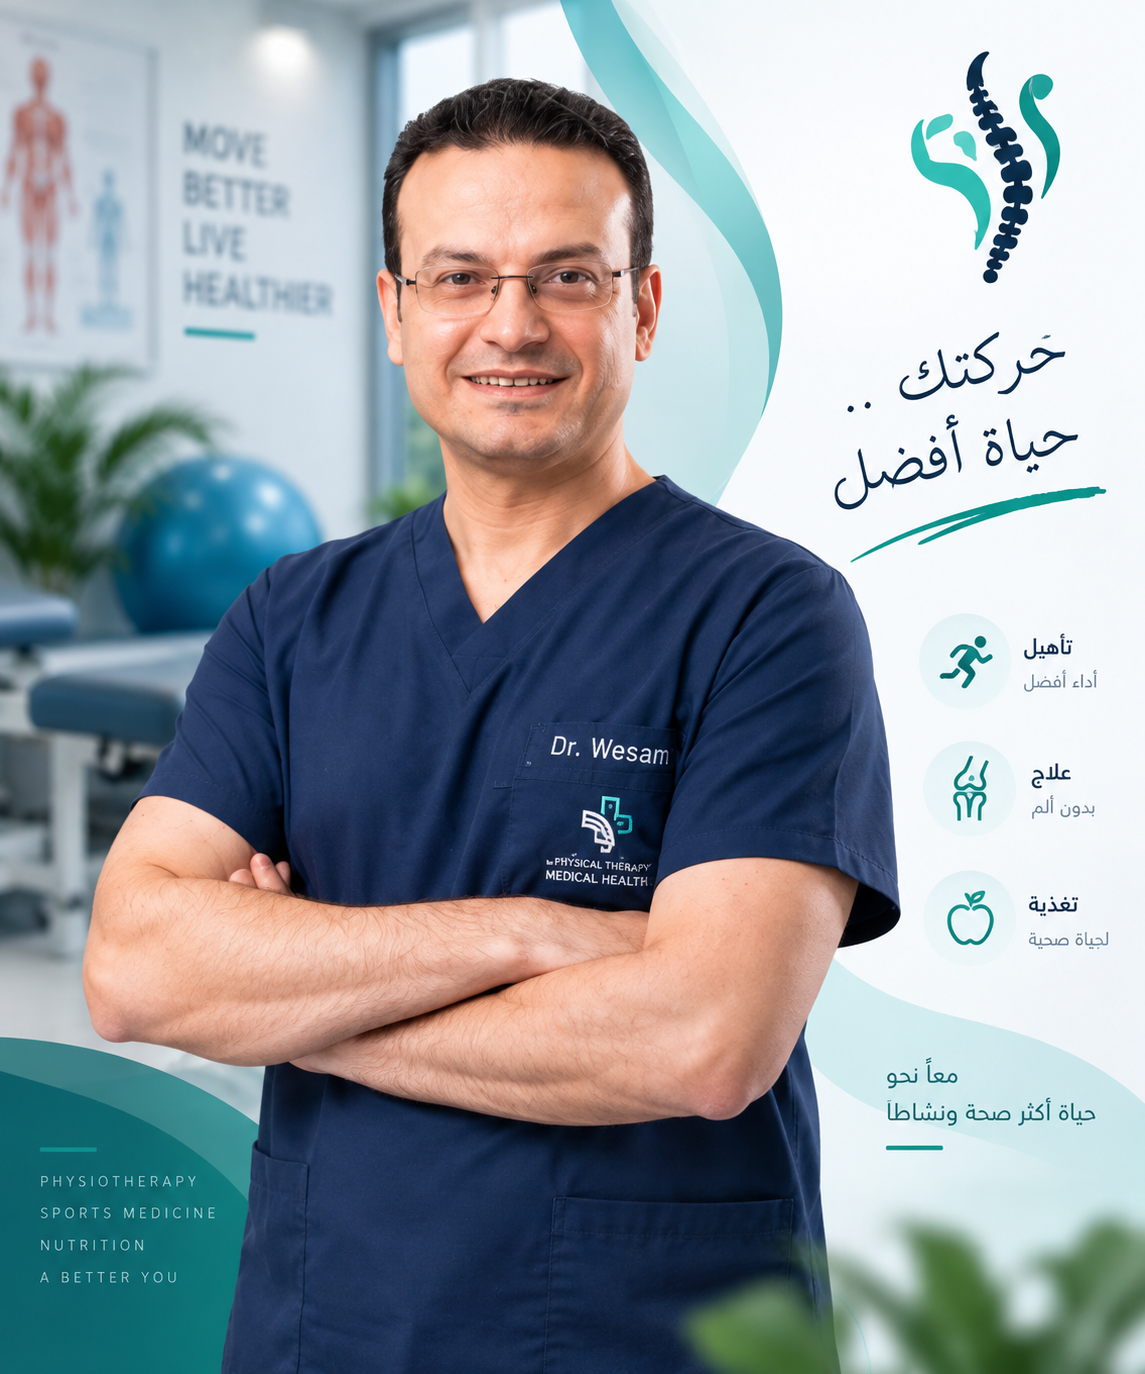 MOVE
BETTER
LIVE
HEALTHIER
حَركتك ..
حياة أفضل
تأهيل
أداء أفضل
علاج
بدون ألم
تغذية
لجياة صحية
Dr. Wesam
PHYSICAL THERAPY
MEDICAL HEALTH
معاً نحو
حياة أكثر صحة ونشاطاً
PHYSIOTHERAPY
SPORTS MEDICINE
NUTRITION
A BETTER YOU